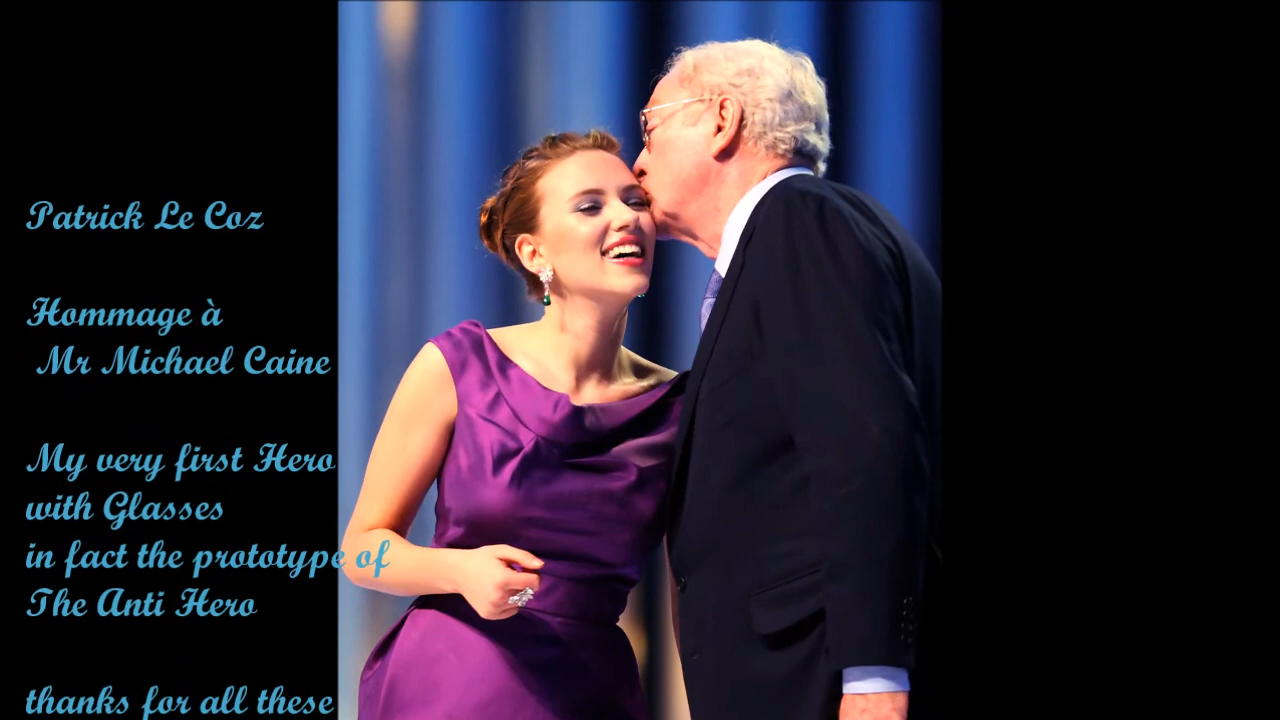 Patrick Le Coz
Hommage à
Mr Michael Caine
My very first Hero
with Glasses
in fact the prototype of
The Anti Hero
thanks for all these